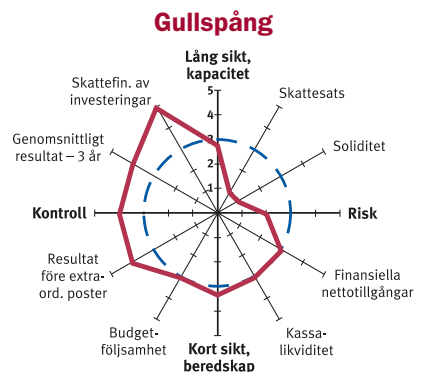 Gullspång
Lång sikt,
kapacitet
Skattefin. av
investeringar
Skattesats
Genomsnittligt
resultat – 3 år
Soliditet
5
4
3
2
1
Kontroll
Risk
Resultat
före extra-
ord. poster
Finansiella
nettotillgångar
Budget-
följsamhet
Kassa-
likviditet
Kort sikt,
beredskap